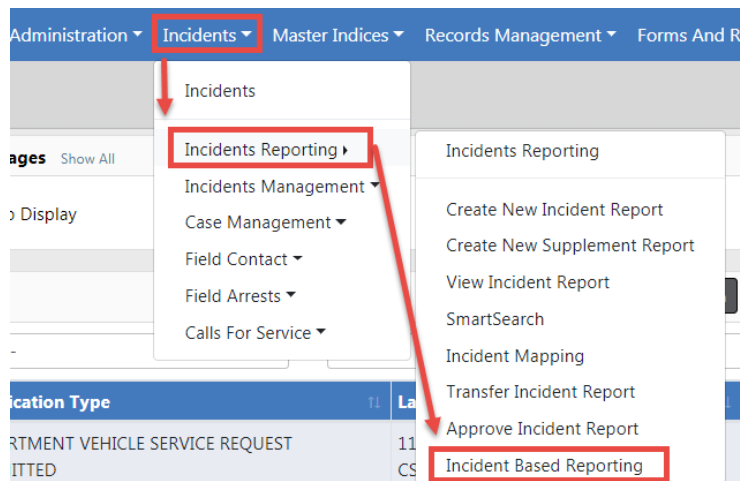 Administration Incidents Master Indices Records Management Forms And R
Incidents
ages Show All
Incidents Reporting
Incidents Reporting
Display
Incidents Management
Create New Incident Report
Case Management
Create New Supplement Report
Field Contact
View Incident Report
Field Arrests
SmartSearch
Calls For Service
-
Incident Mapping
Transfer Incident Report
ication Type La
Approve Incident Report
RTMENT VEHICLE SERVICE REQUEST 11
ITTED CS
Incident Based Reporting